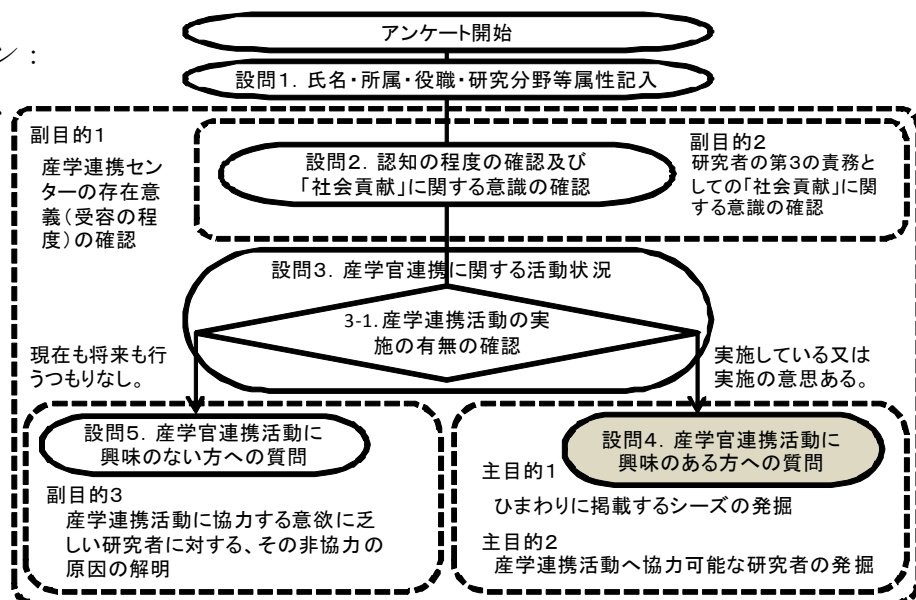 アンケート開始
ン：
設問1．氏名・所属・役職・研究分野等属性記入
副目的1
産学連携セン
ターの存在意
義(受容の程
度)の確認
設問2．認知の程度の確認及び
「社会貢献」に関する意識の確認
副目的2
研究者の第3の責務と
しての「社会貢献」に関
する意識の確認
設問3．産学官連携に関する活動状況
3-1.産学連携活動の実
施の有無の確認
現在も将来も行
うつもりなし。
実施している又は
実施の意思ある。
設問5．産学官連携活動に
興味のない方への質問
副目的3
産学連携活動に協力する意欲に乏
しい研究者に対する、その非協力の
原因の解明
設問4．産学官連携活動に
興味のある方への質問
主目的1
ひまわりに掲載するシーズの発掘
主目的2
産学連携活動へ協力可能な研究者の発掘